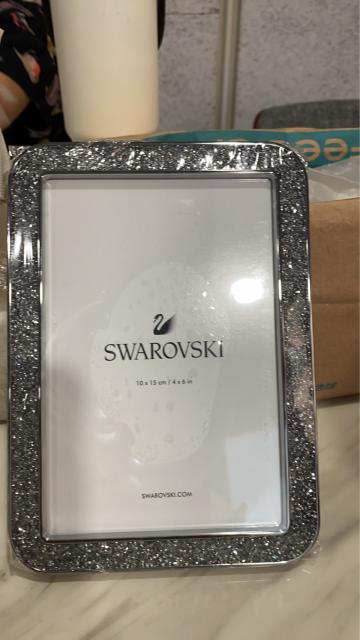 SWAROVSKI
10 x 15 cm / 4 x 6 in
SWAROVSKI.COM